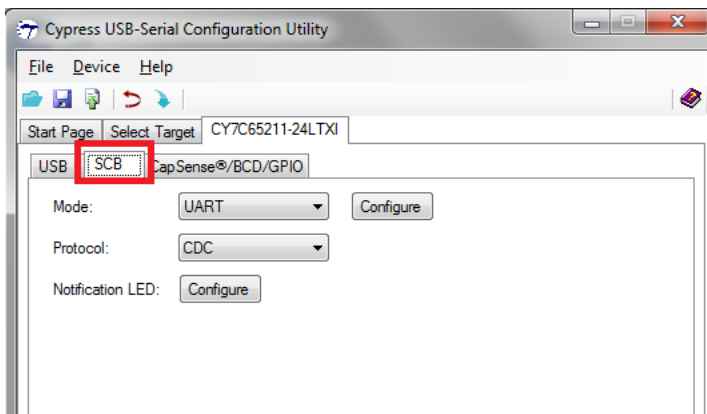 Cypress USB-Serial Configuration Utility
File Device Help
Start Page Select Target CY7C65211-24LTXI
USB SCB CapSense®/BCD/GPIO
Mode: UART Configure
Protocol: CDC
Notification LED: Configure